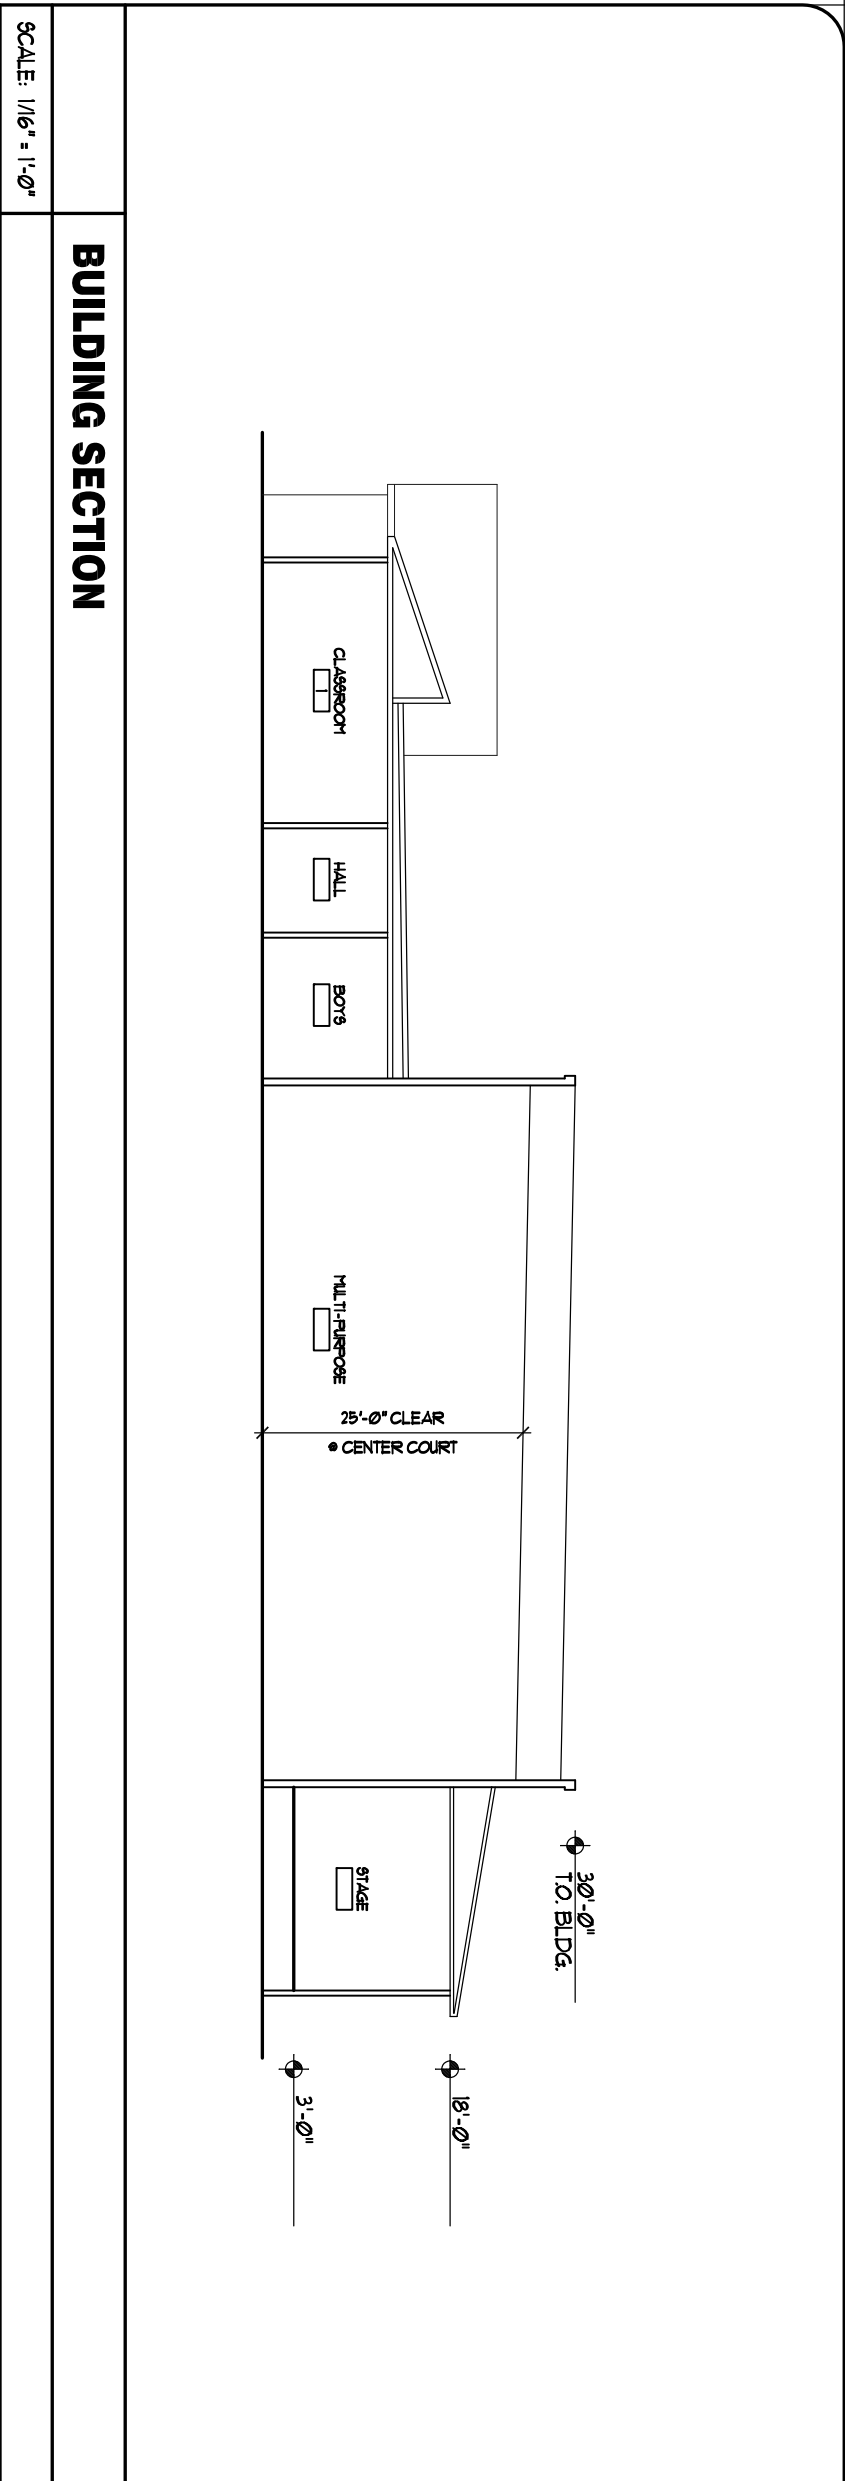 30'-0"
T.O. BLDG.
18'-0"
3'-0"
CLASSROOM
1
HALL
BOYS
MULTI-PURPOSE
25'-0" CLEAR
@ CENTER COURT
STAGE
BUILDING SECTION
SCALE: 1/16" = 1'-0"